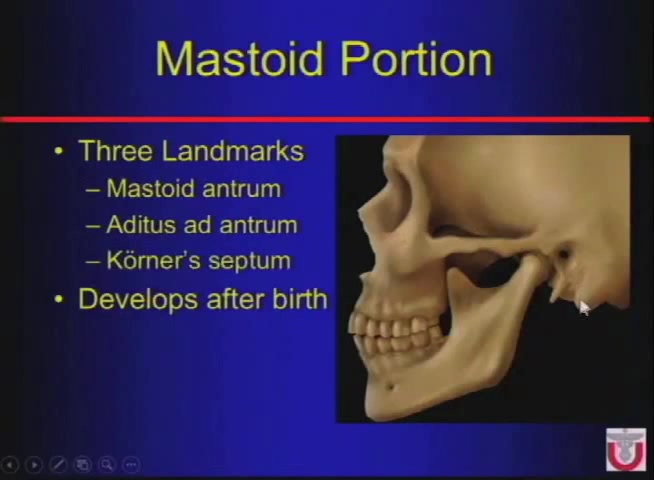 Mastoid Portion
• Three Landmarks
– Mastoid antrum
– Aditus ad antrum
– Körner's septum
• Develops after birth